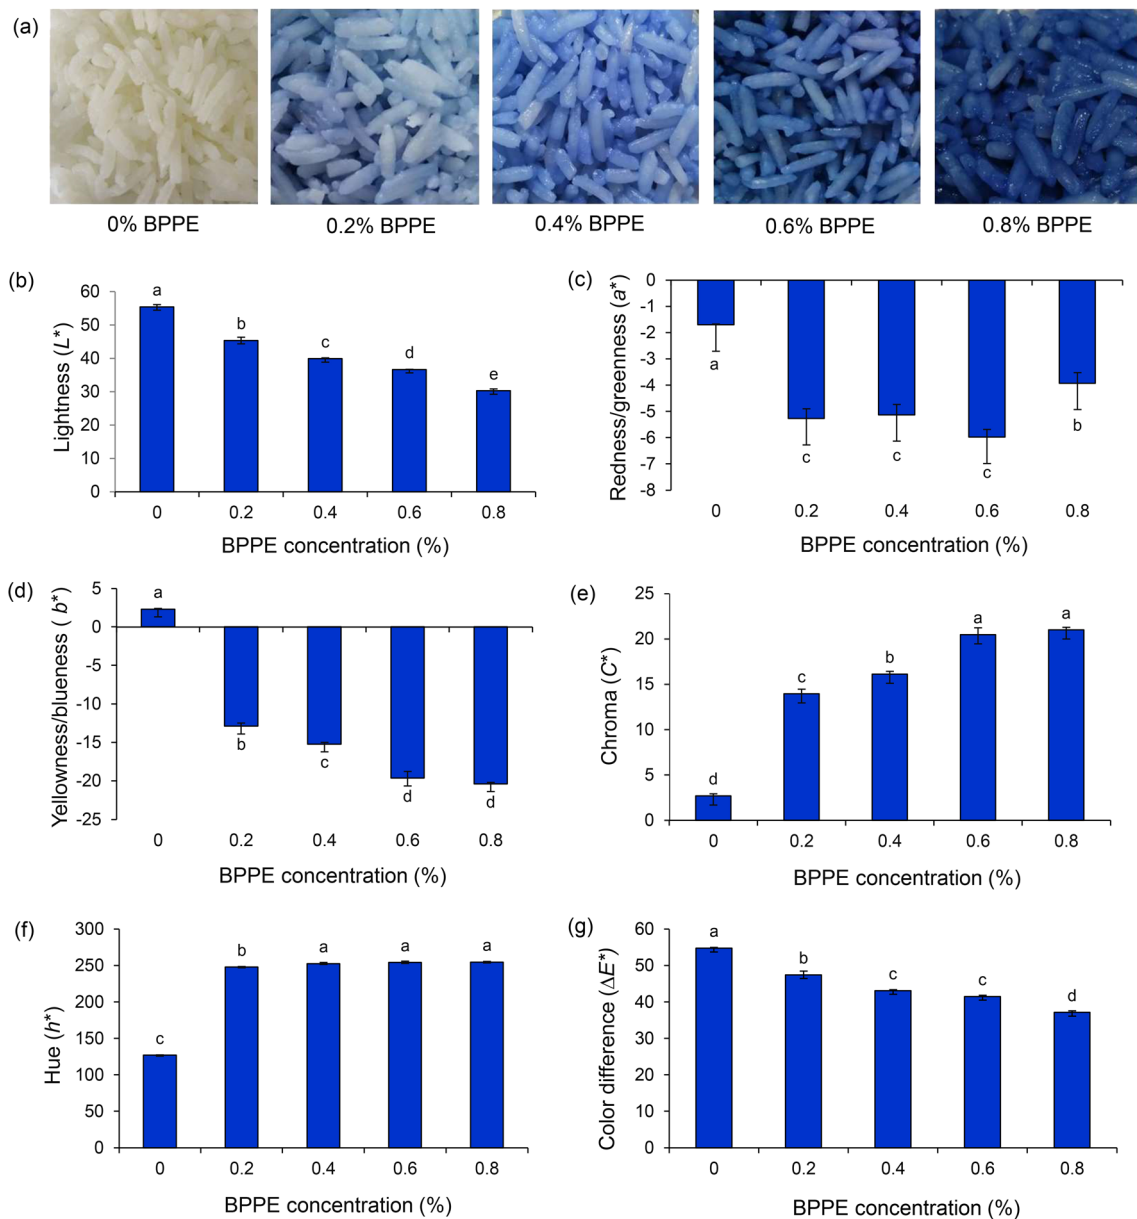 (a)
0% BPPE
0.2% BPPE
0.4% BPPE
0.6% BPPE
0.8% BPPE
(b)
Lightness (L*)
60
50
40
30
20
10
0
a
b
c
d
e
0
0.2
0.4
0.6
0.8
BPPE concentration (%)
(c)
Redness/greenness (a*)
0
-1
-2
-3
-4
-5
-6
-7
-8
a
c
c
c
b
0
0.2
0.4
0.6
0.8
BPPE concentration (%)
(d)
Yellowness/blueness ( b*)
5
0
-5
-10
-15
-20
-25
a
b
c
d
d
0
0.2
0.4
0.6
0.8
BPPE concentration (%)
(e)
Chroma (C*)
25
20
15
10
5
0
d
c
b
a
a
0
0.2
0.4
0.6
0.8
BPPE concentration (%)
(f)
Hue (h*)
300
250
200
150
100
50
0
c
b
a
a
a
0
0.2
0.4
0.6
0.8
BPPE concentration (%)
(g)
Color difference (ΔE*)
60
50
40
30
20
10
0
a
b
c
c
d
0
0.2
0.4
0.6
0.8
BPPE concentration (%)